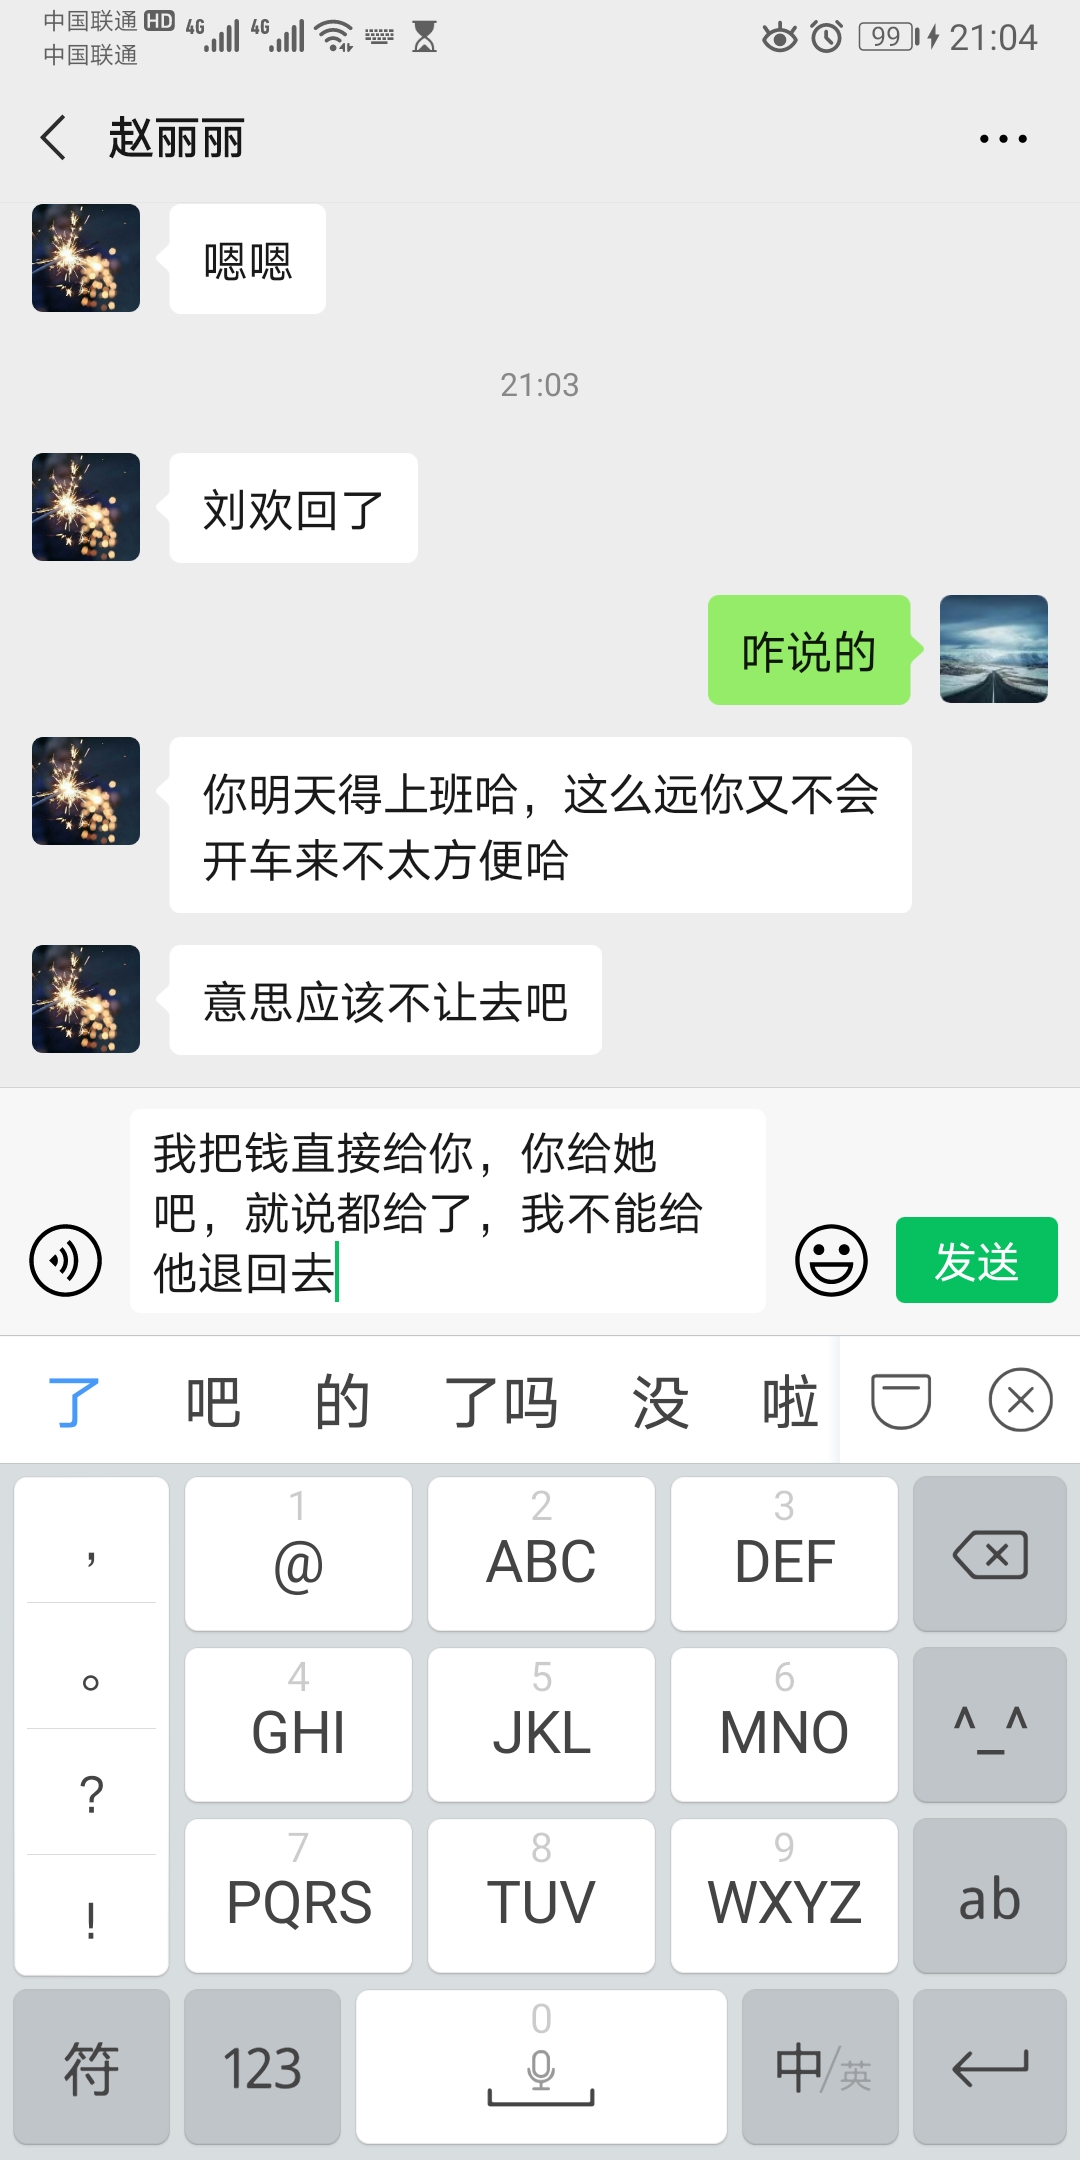 中国联通 HD 4G 4G 99 21:04
中国联通
赵丽丽
嗯嗯
21:03
刘欢回了
咋说的
你明天得上班哈，这么远你又不会
开车来不太方便哈
意思应该不让去吧
我把钱直接给你，你给她
吧，就说都给了，我不能给
他退回去
发送
了 吧 的 了吗 没 啦
， 1 @ 2 ABC 3 DEF
。 4 GHI 5 JKL 6 MNO ^_^
? 7 PQRS 8 TUV 9 WXYZ ab
!
符 123 0 中/英